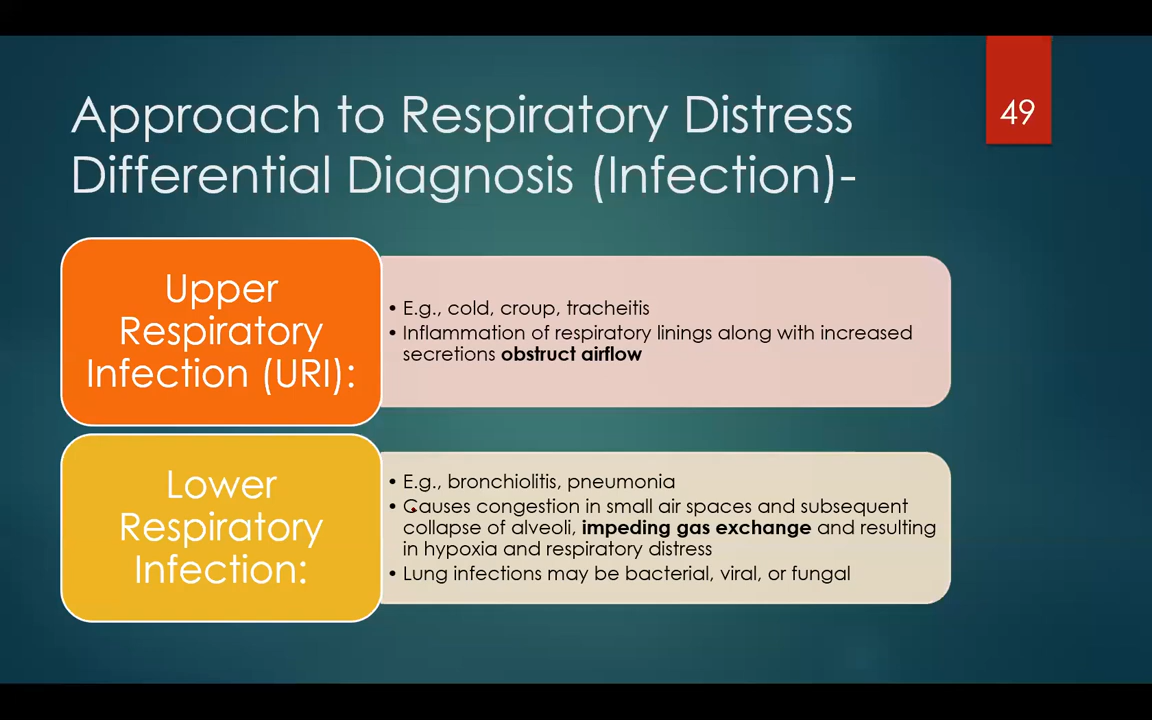 Approach to Respiratory Distress
49
Differential Diagnosis (Infection)-
Upper
Respiratory
Infection (URI):
• E.g., cold, croup, tracheitis
• Inflammation of respiratory linings along with increased
secretions obstruct airflow
Lower
Respiratory
Infection:
• E.g., bronchiolitis, pneumonia
• Causes congestion in small air spaces and subsequent
collapse of alveoli, impeding gas exchange and resulting
in hypoxia and respiratory distress
• Lung infections may be bacterial, viral, or fungal